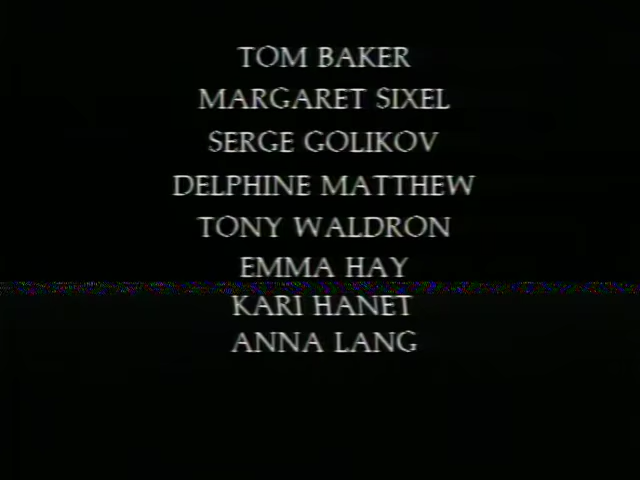 TOM BAKER
MARGARET SIXEL
SERGE GOLIKOV
DELPHINE MATTHEW
TONY WALDRON
EMMA HAY
KARI HANET
ANNA LANG